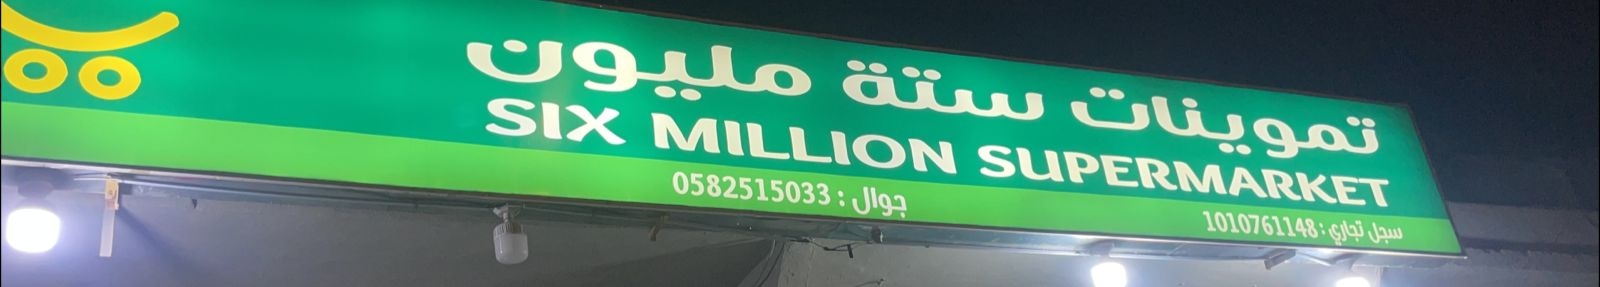 تموينات ستة مليون
SIX MILLION SUPERMARKET
جوال : 0582515033
سجل تجاري : 1010761148